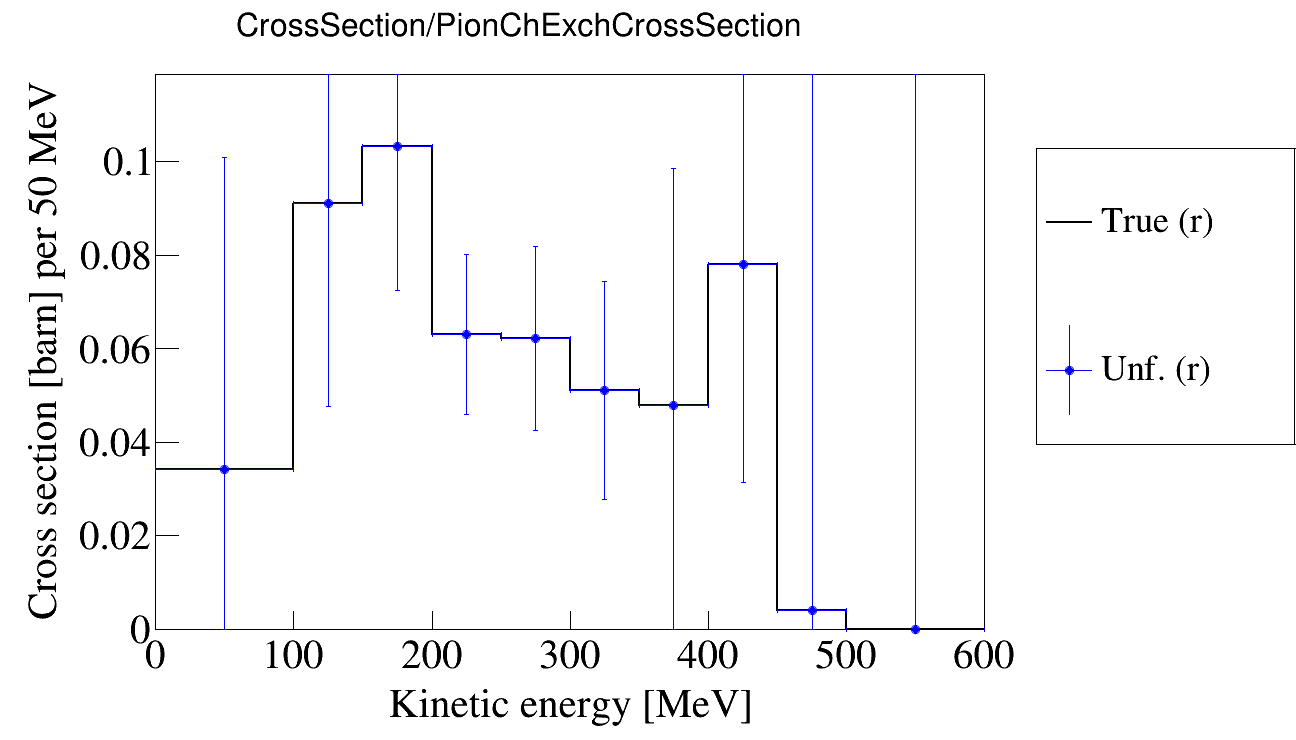 CrossSection/PionChExchCrossSection
Cross section [barn] per 50 MeV
0.1
0.08
0.06
0.04
0.02
0
0 100 200 300 400 500 600
Kinetic energy [MeV]
True (r)
Unf. (r)